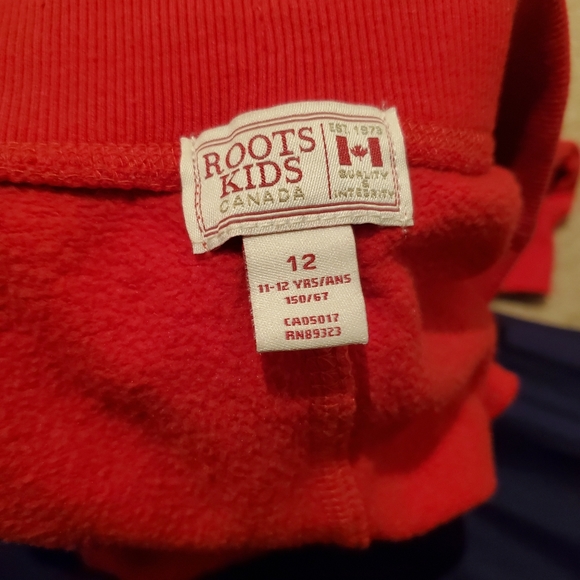 ROOTS
KIDS
CANADA
EST. 1973
QUALITY
&
INTEGRITY
12
11-12 YRS/ANS
150/67
CA05017
RN89323